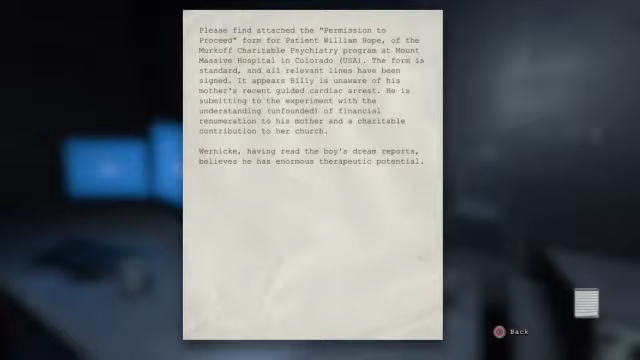 Please find attached the "Permission to
Proceed" form for Patient William Hope, of the
Murkoff Charitable Psychiatry program at Mount
Massive Hospital in Colorado (USA). The form is
standard, and all relevant lines have been
signed. It appears Billy is unaware of his
mother's recent guided cardiac arrest. He is
submitting to the experiment with the
understanding (unfounded) of financial
renumeration to his mother and a charitable
contribution to her church.
Wernicke, having read the boy's dream reports,
believes he has enormous therapeutic potential.
Back